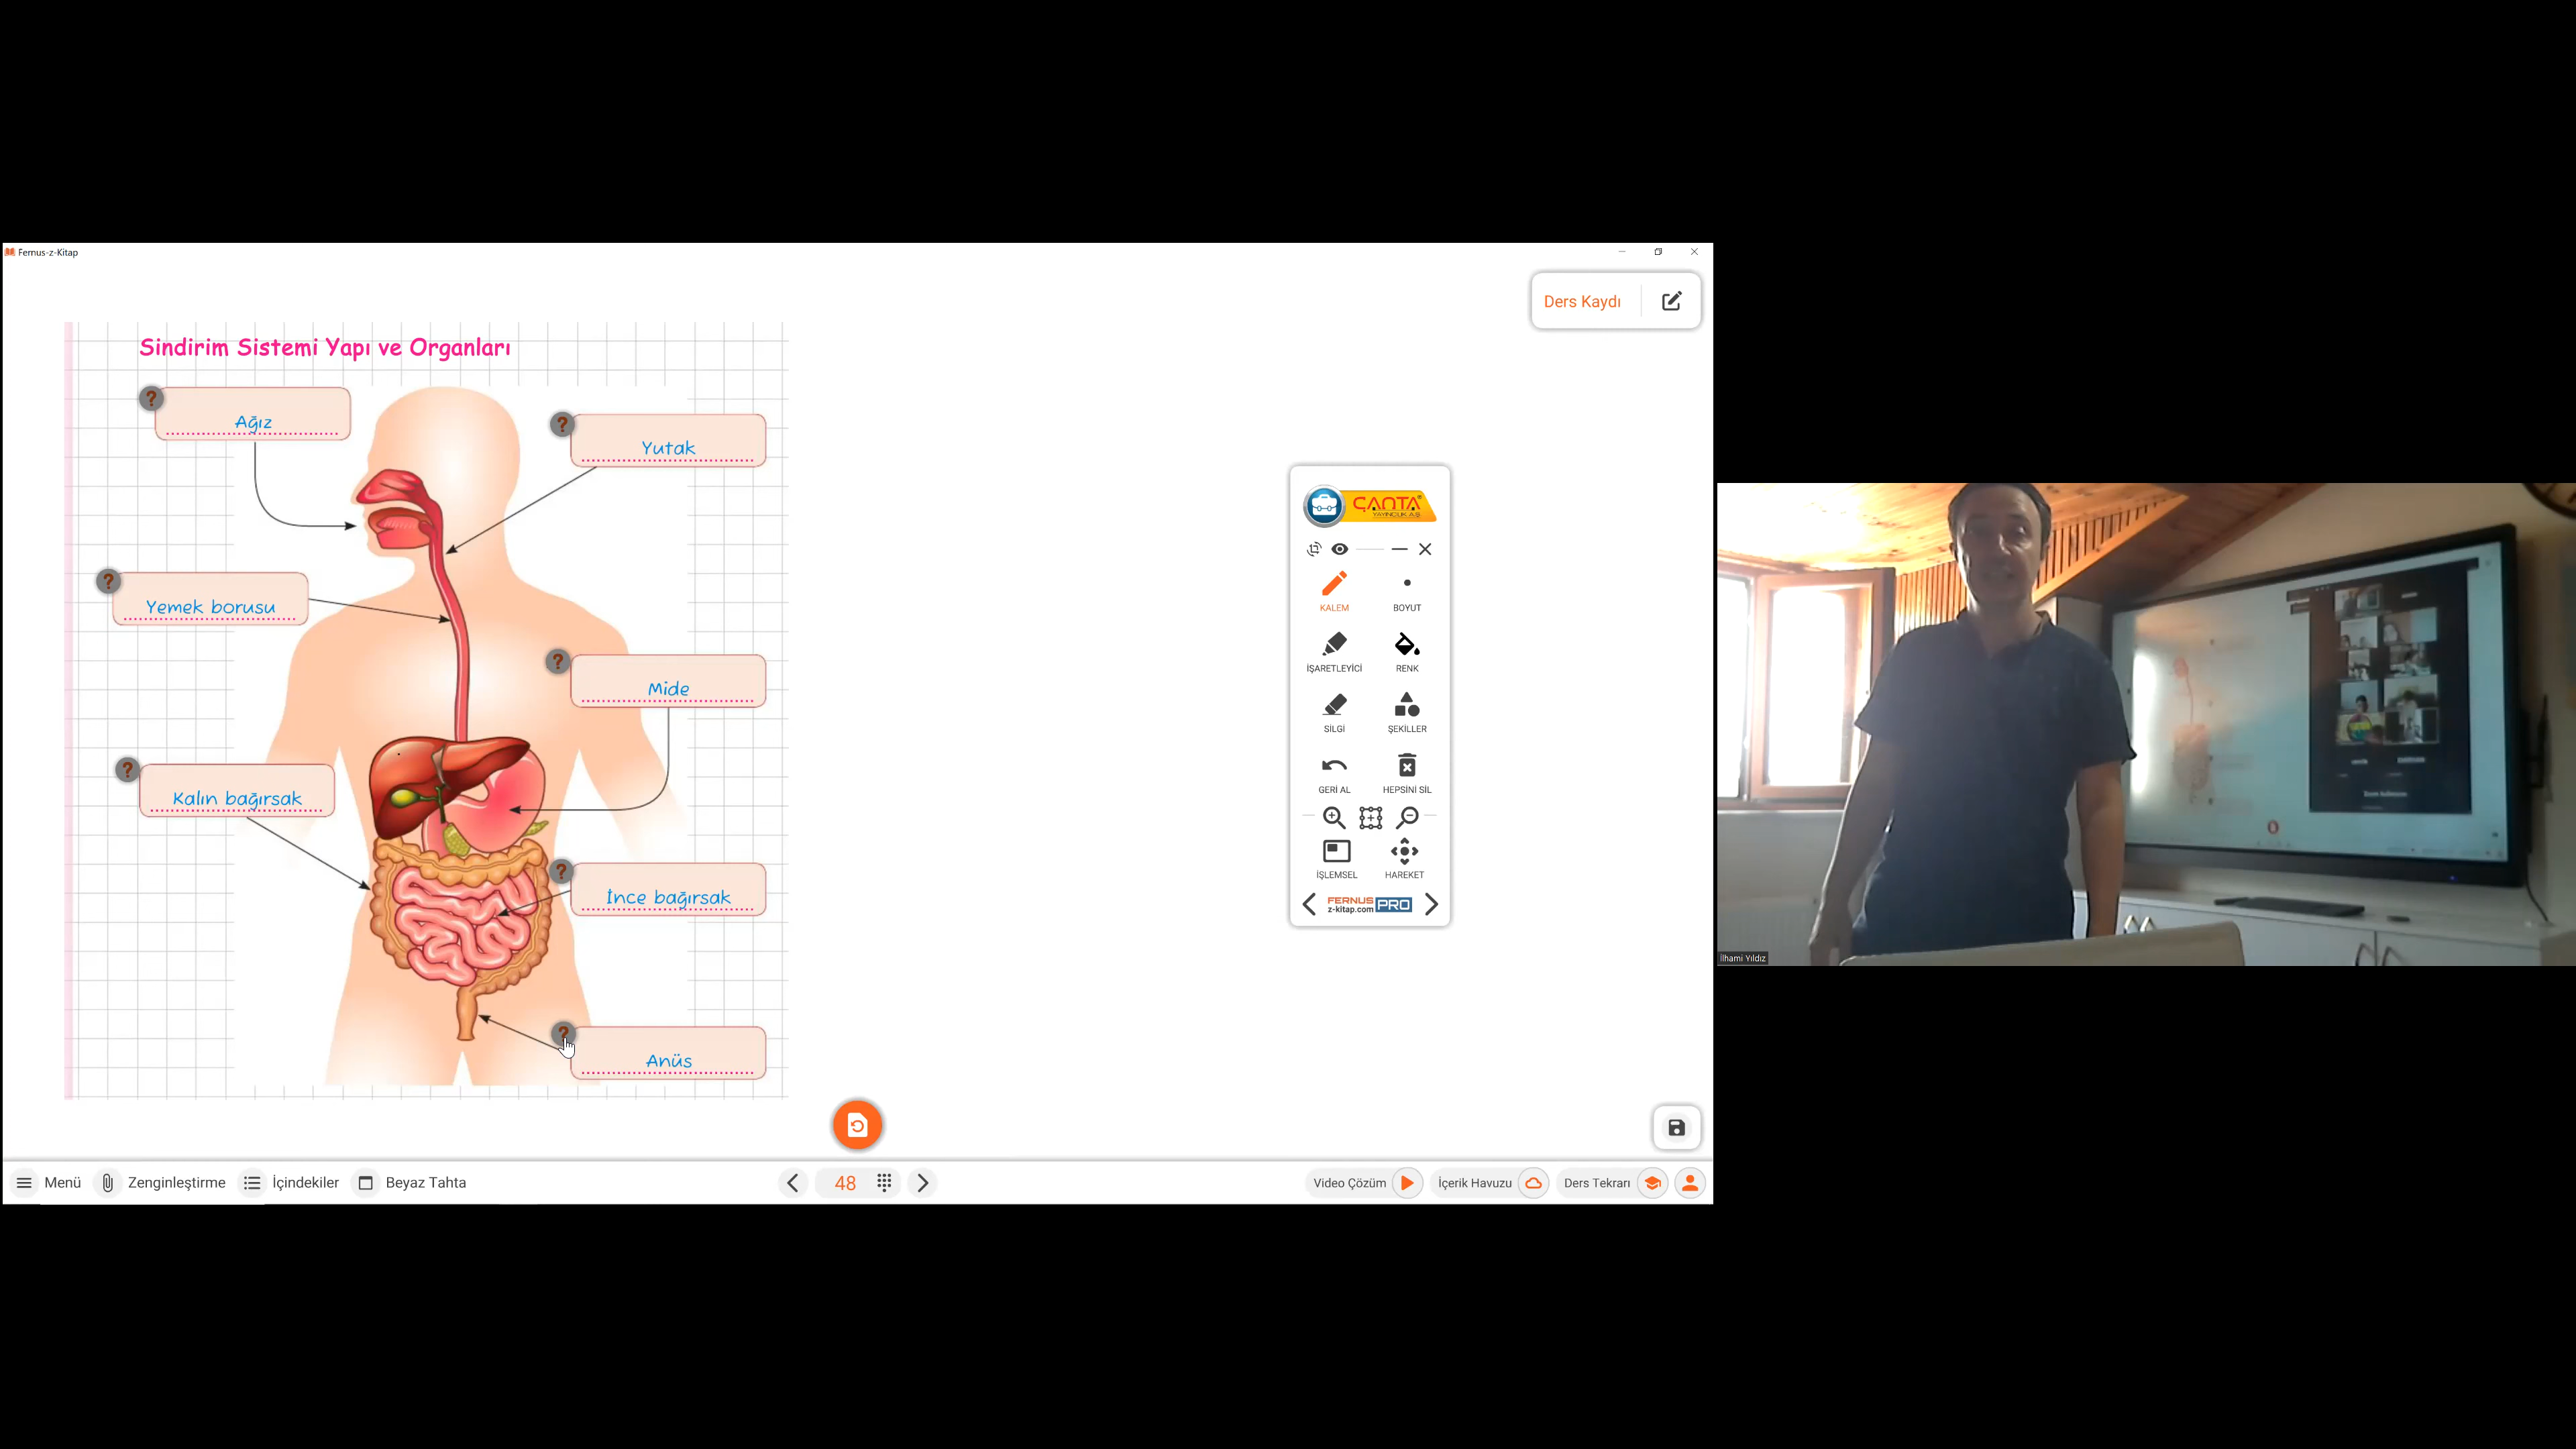 Fernus-z-Kitap
Ders Kaydı
Sindirim Sistemi Yapı ve Organları
? Ağız
? Yutak
? Yemek borusu
? Mide
? Kalın bağırsak
? İnce bağırsak
? Anüs
ÇANTA
YAYINCILIK A.Ş.
KALEM BOYUT
İŞARETLEYİCİ RENK
SİLGİ ŞEKİLLER
GERİ AL HEPSİNİ SİL
İŞLEMSEL HAREKET
FERNUS
z-kitap.com PRO
İlhami Yıldız
Menü Zenginleştirme İçindekiler Beyaz Tahta 48 Video Çözüm İçerik Havuzu Ders Tekrarı